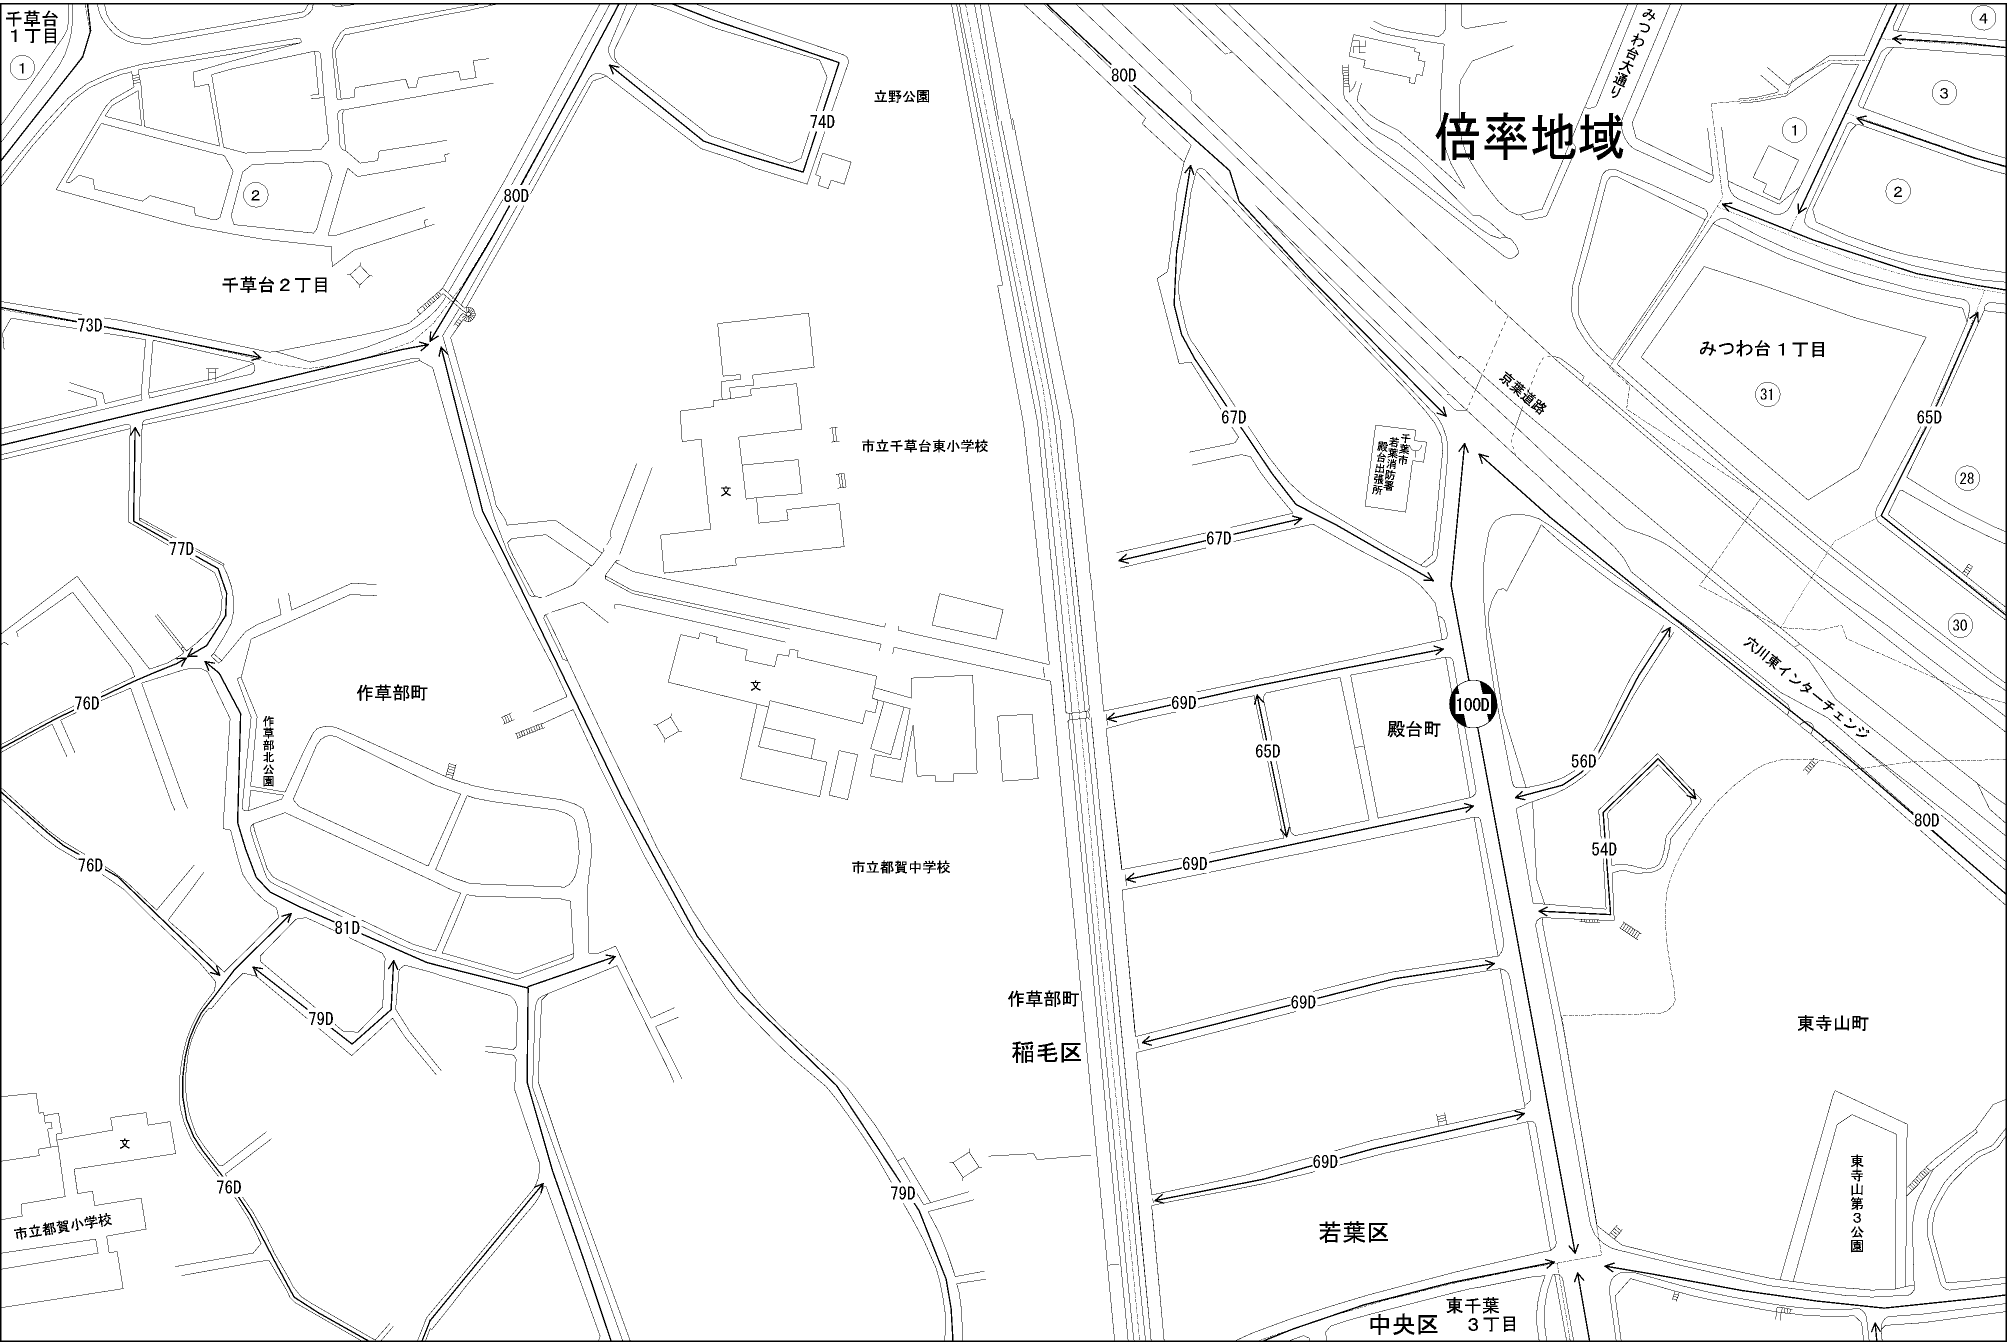 千草台
１丁目
1
2
千草台２丁目
73D
80D
74D
立野公園
80D
みつわ台大通り
倍率地域
4
3
1
2
みつわ台１丁目
31
65D
28
30
京葉道路
穴川東インターチェンジ
80D
67D
67D
千葉市
若葉消防署
殿台出張所
市立千草台東小学校
文
文
77D
76D
作草部町
作草部北公園
76D
81D
79D
76D
文
市立都賀小学校
市立都賀中学校
79D
作草部町
稲毛区
69D
65D
69D
殿台町
100D
56D
54D
69D
69D
東寺山町
東寺山第３公園
若葉区
中央区
東千葉
３丁目